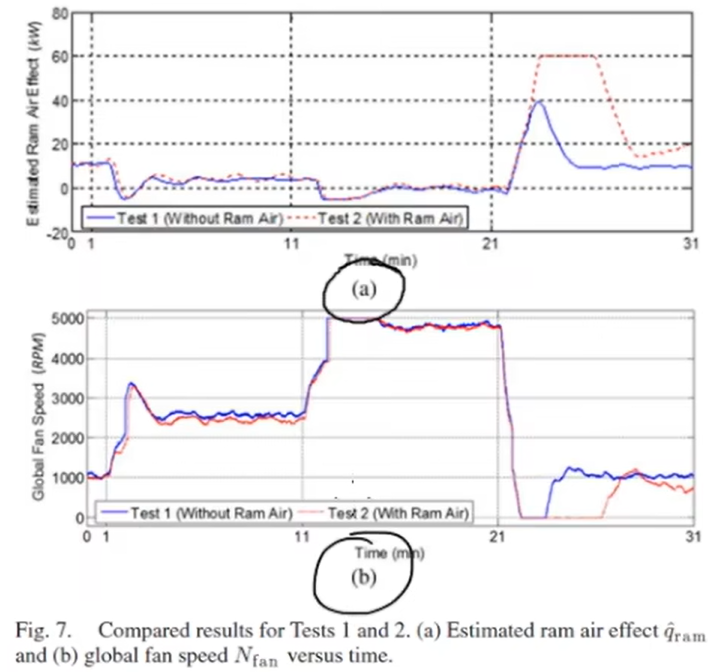 80
60
40
20
0
-20
Estimated Ram Air Effect (kW)
Test 1 (Without Ram Air) Test 2 (With Ram Air)
0 1 11 21 31
Time (min)
(a)
5000
4000
3000
2000
1000
0
Global Fan Speed (RPM)
Test 1 (Without Ram Air) Test 2 (With Ram Air)
0 1 11 21 31
Time (min)
(b)
Fig. 7. Compared results for Tests 1 and 2. (a) Estimated ram air effect q̂ram
and (b) global fan speed Nfan versus time.